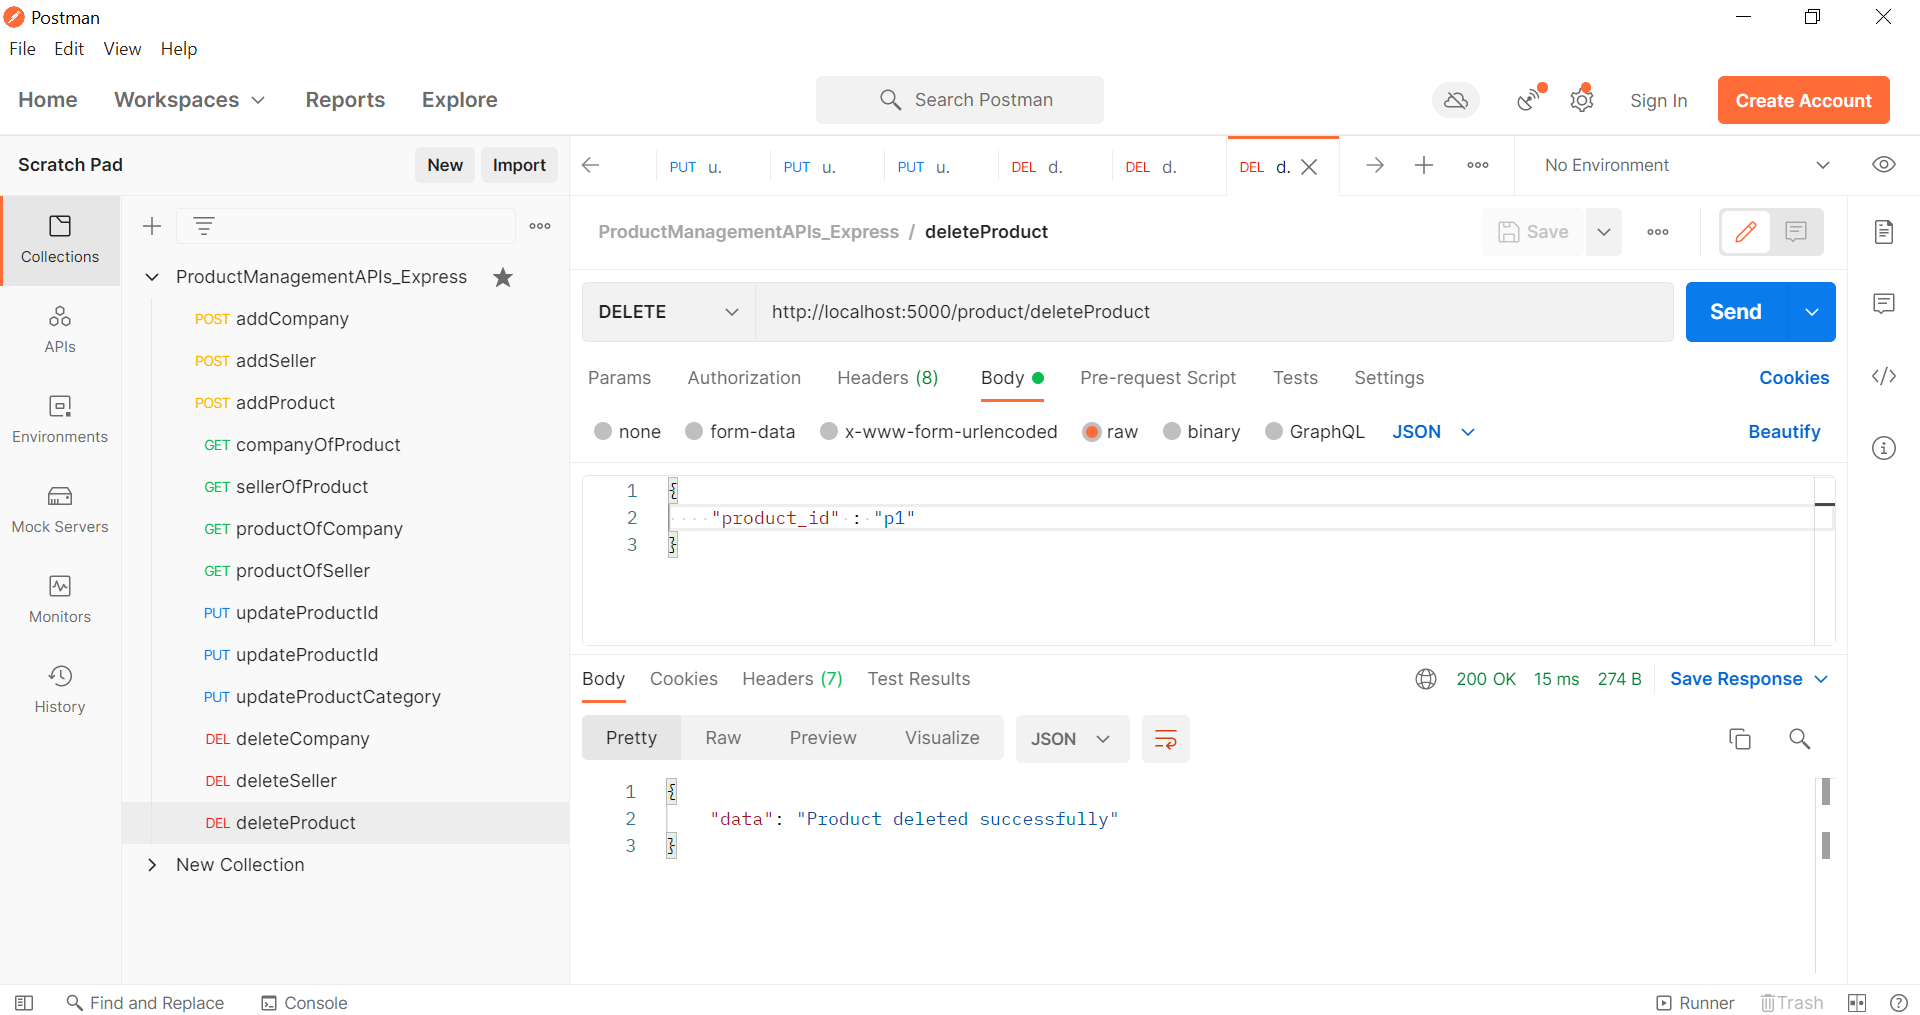 Postman
File Edit View Help
Home Workspaces Reports Explore Search Postman Sign In Create Account
Scratch Pad New Import
PUT u. PUT u. PUT u. DEL d. DEL d. DEL d. No Environment
Collections
APIs
Environments
Mock Servers
Monitors
History
ProductManagementAPIs_Express
POST addCompany
POST addSeller
POST addProduct
GET companyOfProduct
GET sellerOfProduct
GET productOfCompany
GET productOfSeller
PUT updateProductId
PUT updateProductId
PUT updateProductCategory
DEL deleteCompany
DEL deleteSeller
DEL deleteProduct
New Collection
ProductManagementAPIs_Express / deleteProduct Save
DELETE http://localhost:5000/product/deleteProduct Send
Params Authorization Headers (8) Body Pre-request Script Tests Settings Cookies
none form-data x-www-form-urlencoded raw binary GraphQL JSON Beautify
1 {
2 "product_id" : "p1"
3 }
Body Cookies Headers (7) Test Results 200 OK 15 ms 274 B Save Response
Pretty Raw Preview Visualize JSON
1 {
2 "data": "Product deleted successfully"
3 }
Find and Replace Console Runner Trash